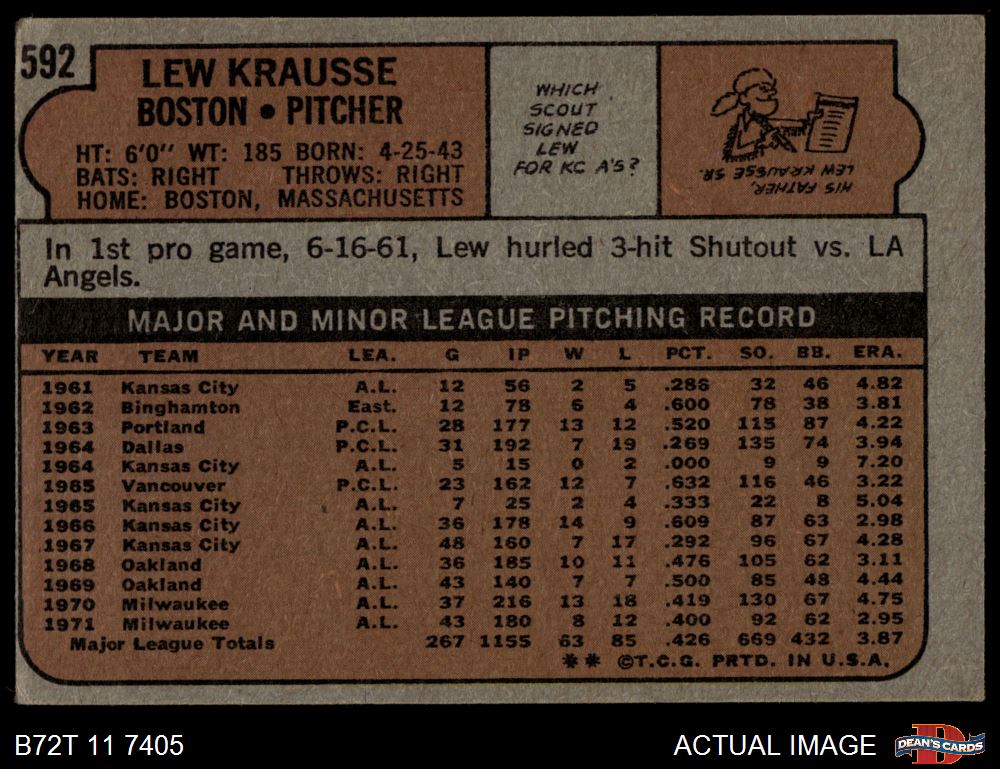 592
LEW KRAUSSE
BOSTON • PITCHER
HT: 6'0" WT: 185 BORN: 4-25-43
BATS: RIGHT THROWS: RIGHT
HOME: BOSTON, MASSACHUSETTS
WHICH
SCOUT
SIGNED
LEW
FOR KC A'S?
HIS FATHER,
LEW KRAUSSE SR.
In 1st pro game, 6-16-61, Lew hurled 3-hit Shutout vs. LA
Angels.
MAJOR AND MINOR LEAGUE PITCHING RECORD
YEAR TEAM LEA. G IP W L PCT. SO. BB. ERA.
1961 Kansas City A.L. 12 56 2 5 .286 32 46 4.82
1962 Binghamton East. 12 78 6 4 .600 78 38 3.81
1963 Portland P.C.L. 28 177 13 12 .520 115 87 4.22
1964 Dallas P.C.L. 31 192 7 19 .269 135 74 3.94
1964 Kansas City A.L. 5 15 0 2 .000 9 9 7.20
1965 Vancouver P.C.L. 23 162 12 7 .632 116 46 3.22
1965 Kansas City A.L. 7 25 2 4 .333 22 8 5.04
1966 Kansas City A.L. 36 178 14 9 .609 87 63 2.98
1967 Kansas City A.L. 48 160 7 17 .292 96 67 4.28
1968 Oakland A.L. 36 185 10 11 .476 105 62 3.11
1969 Oakland A.L. 43 140 7 7 .500 85 48 4.44
1970 Milwaukee A.L. 37 216 13 18 .419 130 67 4.75
1971 Milwaukee A.L. 43 180 8 12 .400 92 62 2.95
Major League Totals 267 1155 63 85 .426 669 432 3.87
** ©T.C.G. PRTD. IN U.S.A.
B72T 11 7405
ACTUAL IMAGE
D
DEAN'S CARDS